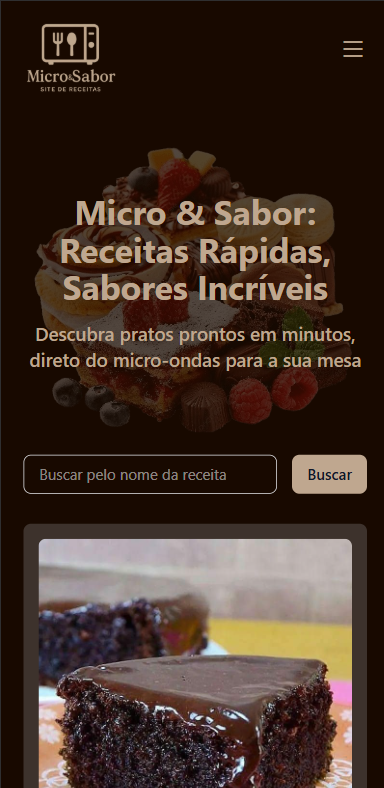 Micro&Sabor
SITE DE RECEITAS
Micro & Sabor:
Receitas Rápidas,
Sabores Incríveis
Descubra pratos prontos em minutos,
direto do micro-ondas para a sua mesa
Buscar pelo nome da receita
Buscar